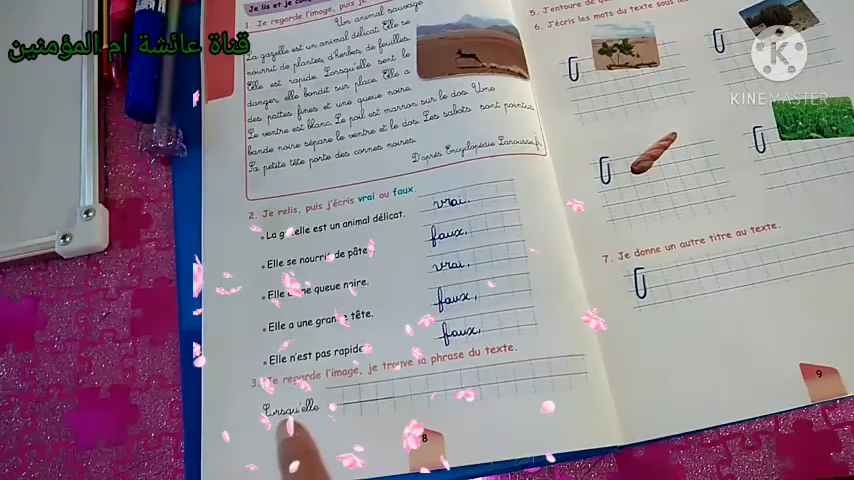 قناة عائشة ام المؤمنين
KINEMASTER
Je lis et je
1. Je regarde l'image, puis je
Un animal sauvage
La gazelle est un animal délicat. Elle se
nourrit de plantes, d'herbes, de feuilles.
Elle est rapide. Lorsqu'elle sent le
danger, elle bondit sur place. Elle a
des pattes fines et une queue noire.
Le ventre est blanc. Le poil est marron sur le dos. Une
bande noire sépare le ventre et le dos. Les sabots sont pointus.
Sa petite tête porte des cornes noires.
D'après Encyclopédie Larousse
2. Je relis, puis j'écris vrai ou faux.
• La gazelle est un animal délicat. vrai.
• Elle se nourrit de pâte faux.
• Elle a une queue noire. vrai.
• Elle a une grande tête. faux.
• Elle n'est pas rapide faux.
3. Je regarde l'image, je trouve la phrase du texte.
Lorsqu'elle
8
5. J'entoure de
6. J'écris les mots du texte sous les
7. Je donne un autre titre au texte.
9